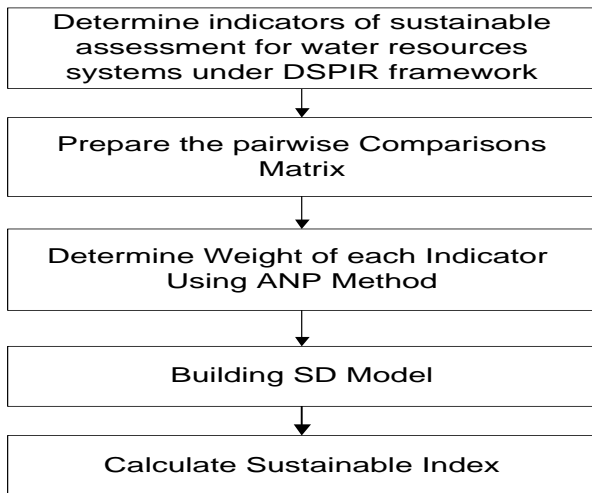 Determine indicators of sustainable
assessment for water resources
systems under DSPIR framework
Prepare the pairwise Comparisons
Matrix
Determine Weight of each Indicator
Using ANP Method
Building SD Model
Calculate Sustainable Index